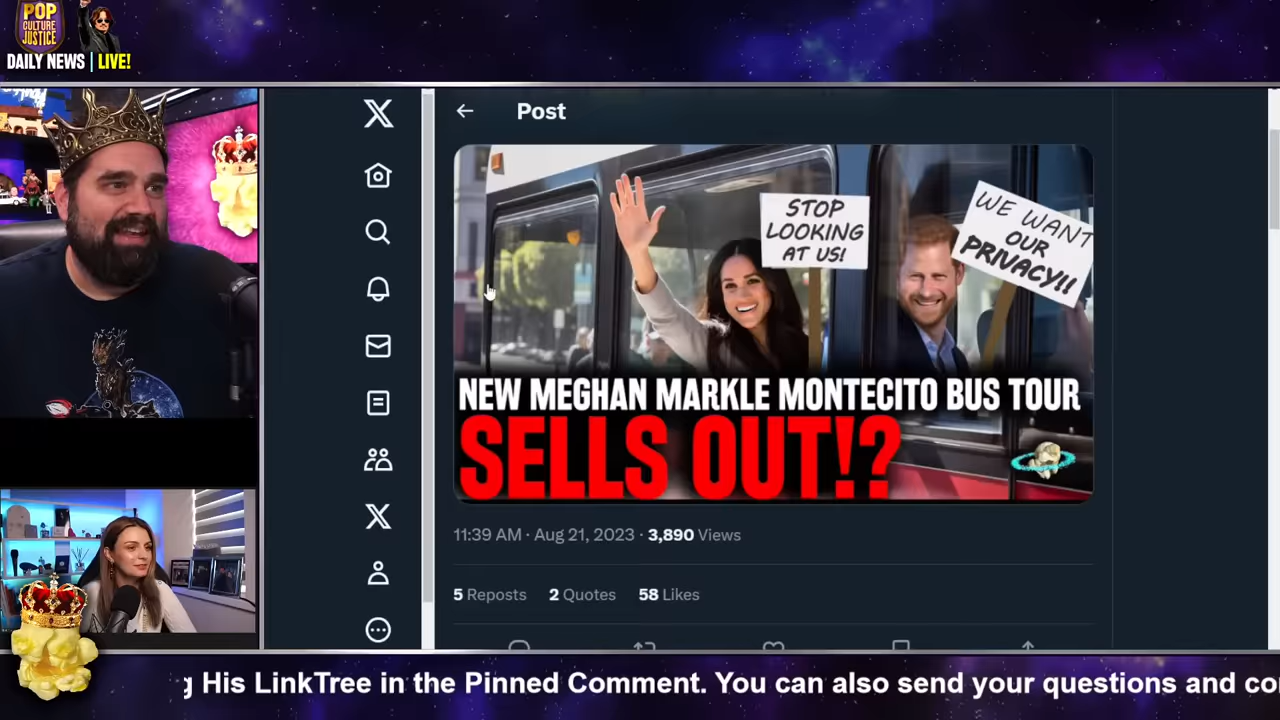 POP
CULTURE
JUSTICE
DAILY NEWS | LIVE!
X
Post
STOP
LOOKING
AT US!
WE WANT
OUR
PRIVACY!!
NEW MEGHAN MARKLE MONTECITO BUS TOUR
SELLS OUT!?
11:39 AM · Aug 21, 2023 · 3,890 Views
5 Reposts 2 Quotes 58 Likes
His LinkTree in the Pinned Comment. You can also send your questions and